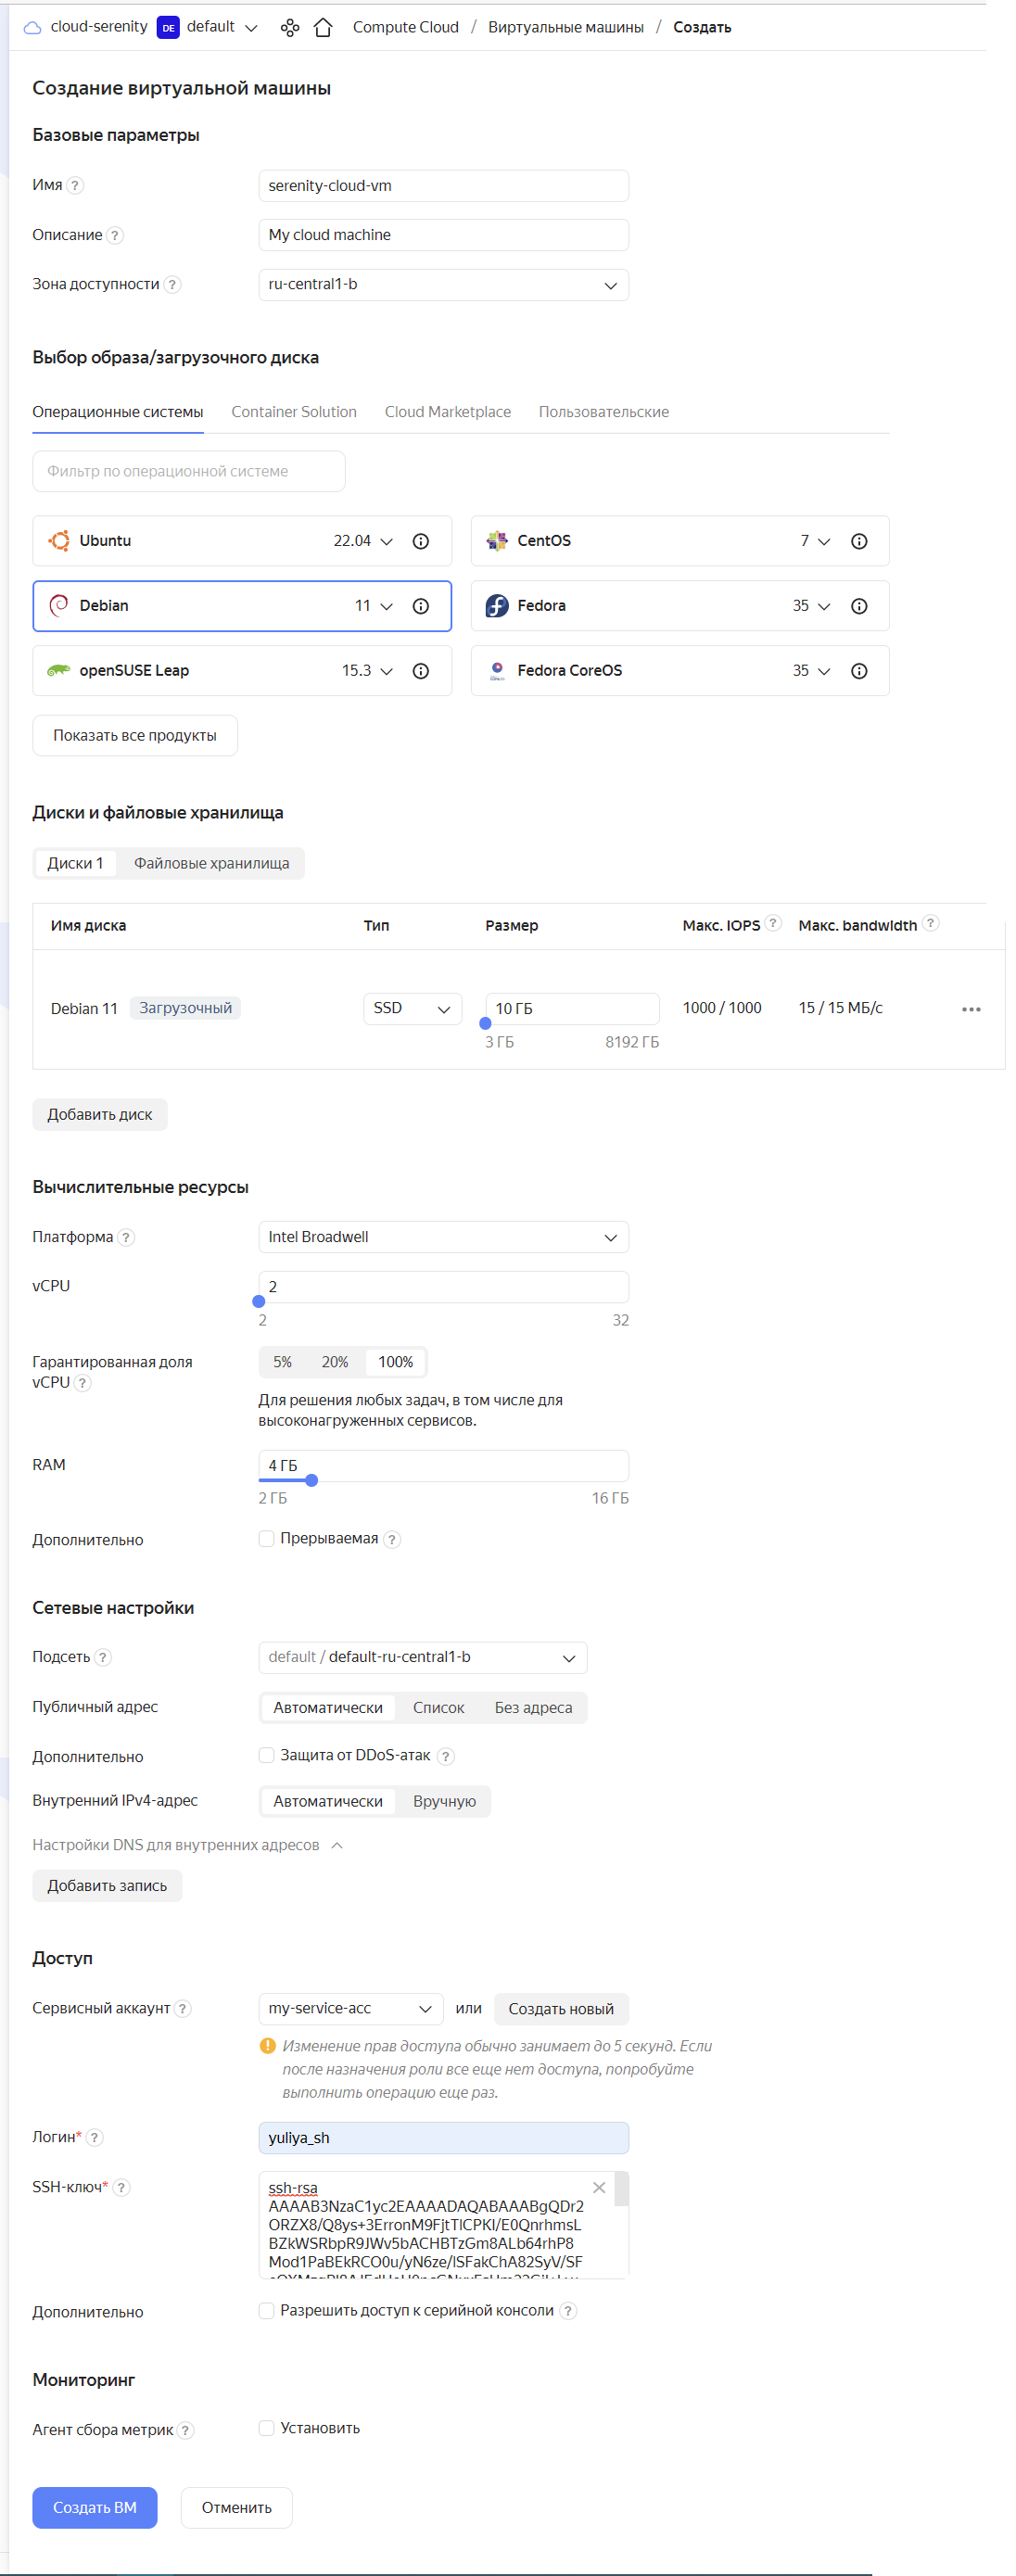 cloud-serenity DE default Compute Cloud / Виртуальные машины / Создать
Создание виртуальной машины
Базовые параметры
Имя ? serenity-cloud-vm
Описание ? My cloud machine
Зона доступности ? ru-central1-b
Выбор образа/загрузочного диска
Операционные системы Container Solution Cloud Marketplace Пользовательские
Фильтр по операционной системе
Ubuntu 22.04 CentOS 7
Debian 11 Fedora 35
openSUSE Leap 15.3 Fedora CoreOS 35
Показать все продукты
Диски и файловые хранилища
Диски 1 Файловые хранилища
Имя диска Тип Размер Макс. IOPS ? Макс. bandwidth ?
Debian 11 Загрузочный SSD 10 ГБ 1000 / 1000 15 / 15 МБ/с
3 ГБ 8192 ГБ
Добавить диск
Вычислительные ресурсы
Платформа ? Intel Broadwell
vCPU 2
2 32
Гарантированная доля 5% 20% 100%
vCPU ?
Для решения любых задач, в том числе для
высоконагруженных сервисов.
RAM 4 ГБ
2 ГБ 16 ГБ
Дополнительно Прерываемая ?
Сетевые настройки
Подсеть ? default / default-ru-central1-b
Публичный адрес Автоматически Список Без адреса
Дополнительно Защита от DDoS-атак ?
Внутренний IPv4-адрес Автоматически Вручную
Настройки DNS для внутренних адресов
Добавить запись
Доступ
Сервисный аккаунт ? my-service-acc или Создать новый
Изменение прав доступа обычно занимает до 5 секунд. Если
после назначения роли все еще нет доступа, попробуйте
выполнить операцию еще раз.
Логин* ? yuliya_sh
SSH-ключ* ? ssh-rsa
AAAAB3NzaC1yc2EAAAADAQABAAABgQDr2
ORZX8/Q8ys+3ErronM9FjtTlCPKI/E0QnrhmsL
BZkWSRbpR9JWv5bACHBTzGm8ALb64rhP8
Mod1PaBEkRCO0u/yN6ze/lSFakChA82SyV/SF
Дополнительно Разрешить доступ к серийной консоли ?
Мониторинг
Агент сбора метрик ? Установить
Создать ВМ Отменить